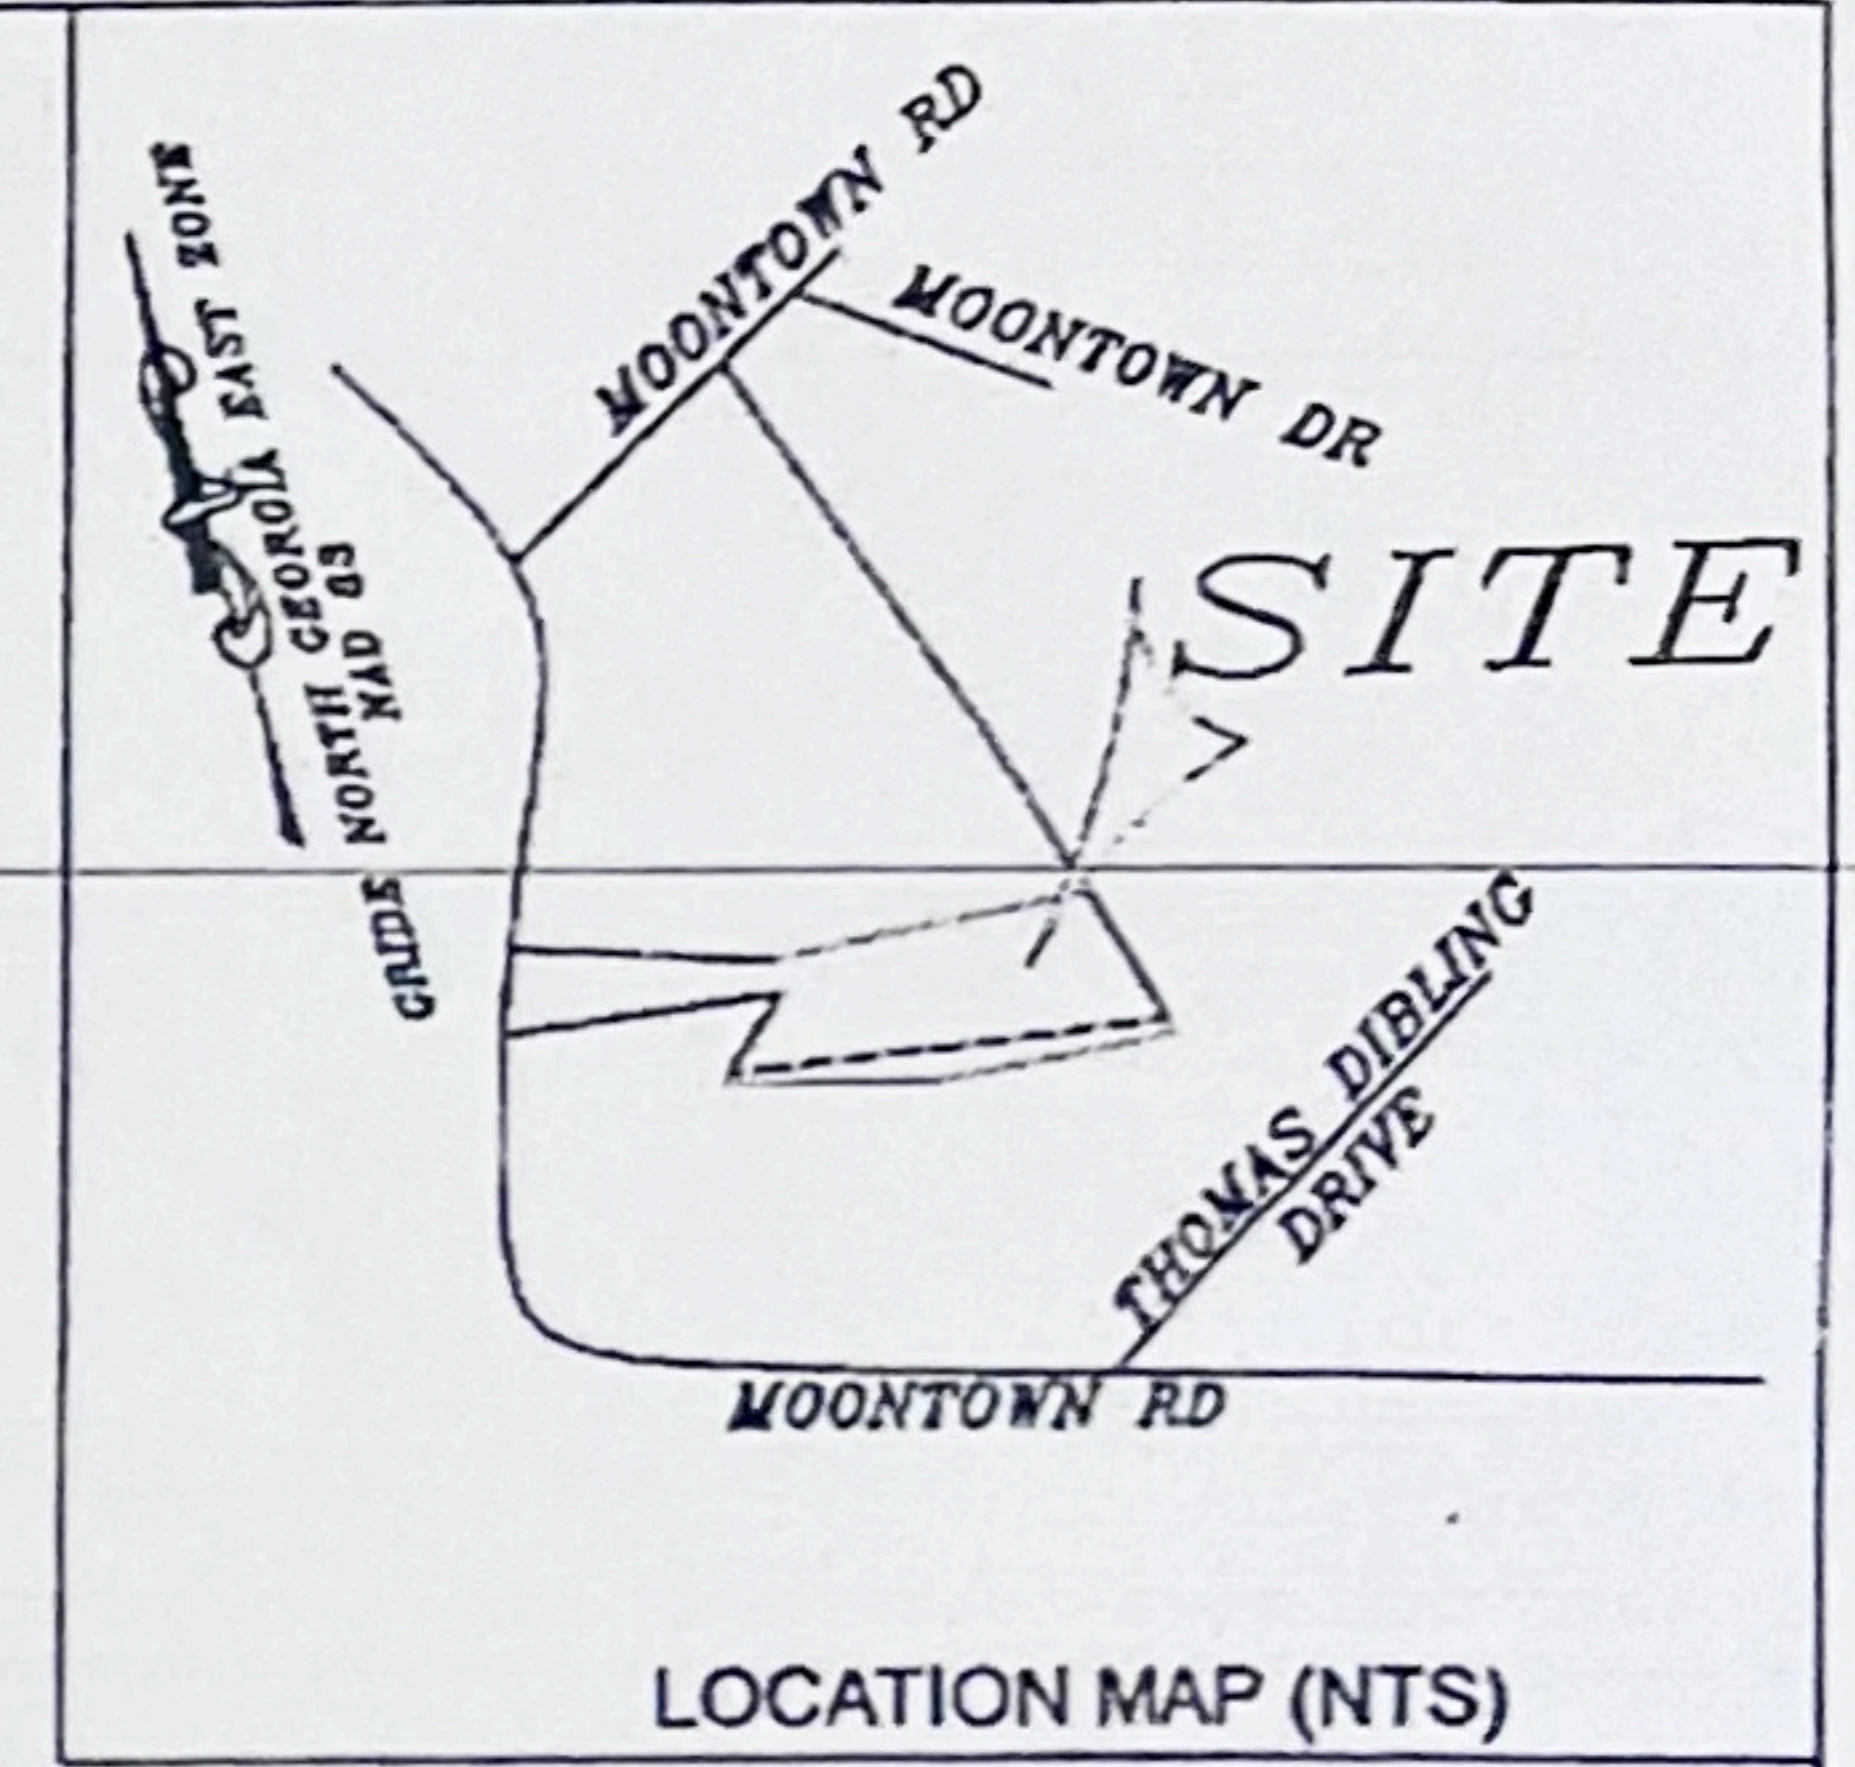 MOONTOWN RD
MOONTOWN DR
SITE
GRIDS NORTH GEORGIA EAST ZONE
NAD 83
THOMAS DIBLING
DRIVE
MOONTOWN RD
LOCATION MAP (NTS)